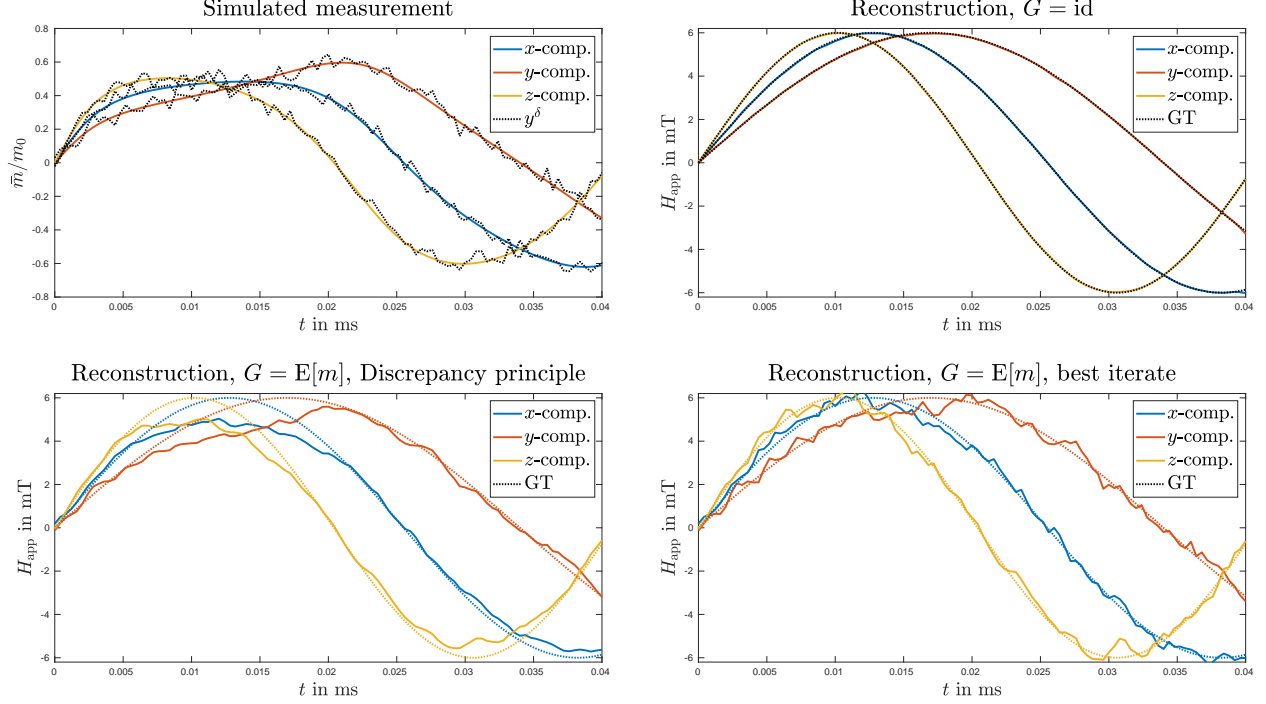 Simulated measurement
0.8
0.6
0.4
0.2
0
-0.2
-0.4
-0.6
-0.8
m̄/m₀
0 0.005 0.01 0.015 0.02 0.025 0.03 0.035 0.04
t in ms
x-comp.
y-comp.
z-comp.
y^δ
Reconstruction, G = id
6
4
2
0
-2
-4
-6
H_app in mT
0 0.005 0.01 0.015 0.02 0.025 0.03 0.035 0.04
t in ms
x-comp.
y-comp.
z-comp.
GT
Reconstruction, G = E[m], Discrepancy principle
6
4
2
0
-2
-4
-6
H_app in mT
0 0.005 0.01 0.015 0.02 0.025 0.03 0.035 0.04
t in ms
x-comp.
y-comp.
z-comp.
GT
Reconstruction, G = E[m], best iterate
6
4
2
0
-2
-4
-6
H_app in mT
0 0.005 0.01 0.015 0.02 0.025 0.03 0.035 0.04
t in ms
x-comp.
y-comp.
z-comp.
GT